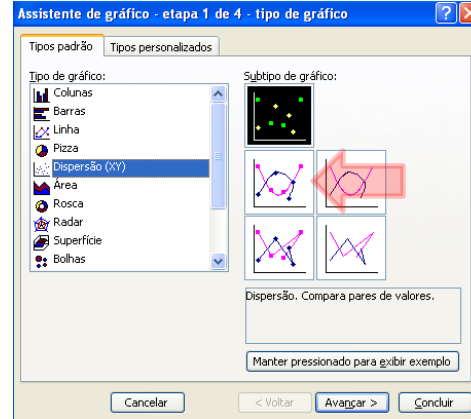 Assistente de gráfico - etapa 1 de 4 - tipo de gráfico
Tipos padrão
Tipos personalizados
Tipo de gráfico:
Colunas
Barras
Linha
Pizza
Dispersão (XY)
Área
Rosca
Radar
Superfície
Bolhas
Subtipo de gráfico:
Dispersão. Compara pares de valores.
Manter pressionado para exibir exemplo
Cancelar
< Voltar
Avançar >
Concluir